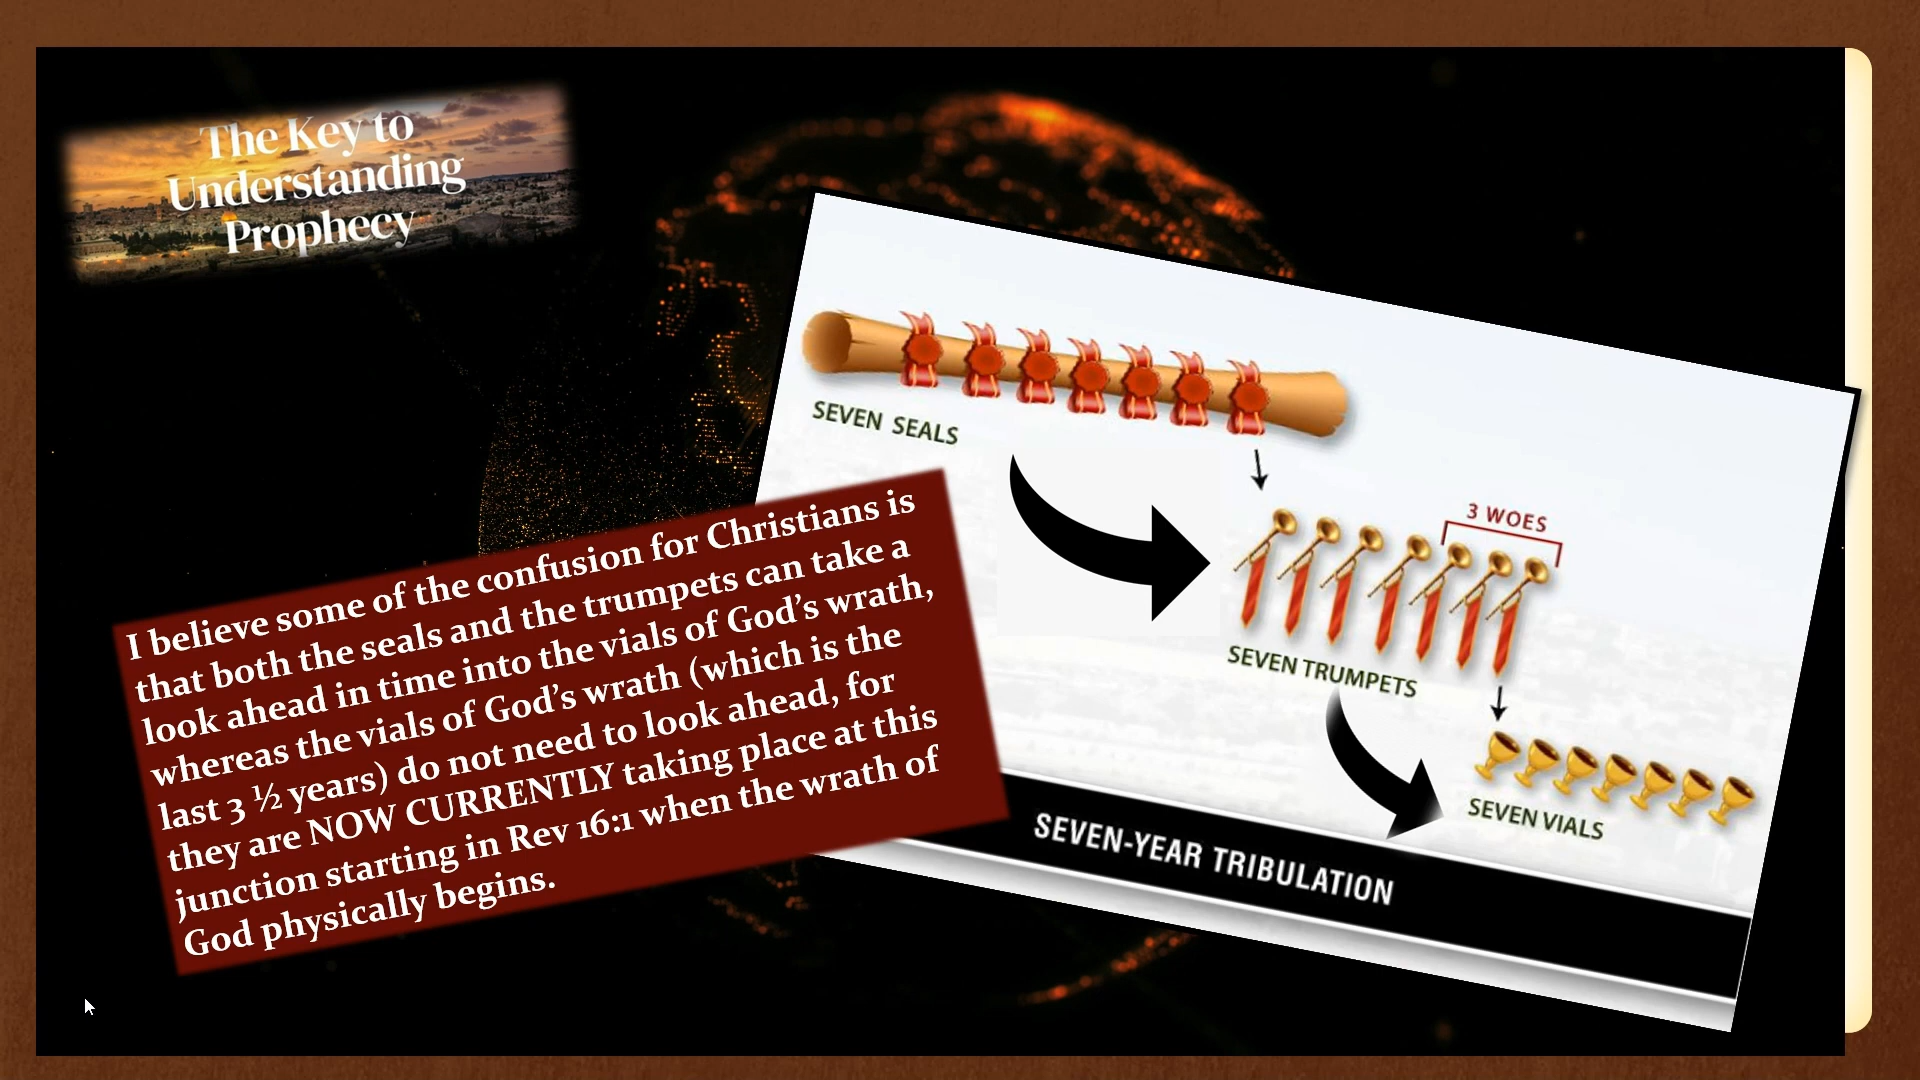 The Key to
Understanding
Prophecy
I believe some of the confusion for Christians is
that both the seals and the trumpets can take a
look ahead in time into the vials of God’s wrath,
whereas the vials of God’s wrath (which is the
last 3 ½ years) do not need to look ahead, for
they are NOW CURRENTLY taking place at this
junction starting in Rev 16:1 when the wrath of
God physically begins.
SEVEN SEALS
3 WOES
SEVEN TRUMPETS
SEVEN VIALS
SEVEN-YEAR TRIBULATION